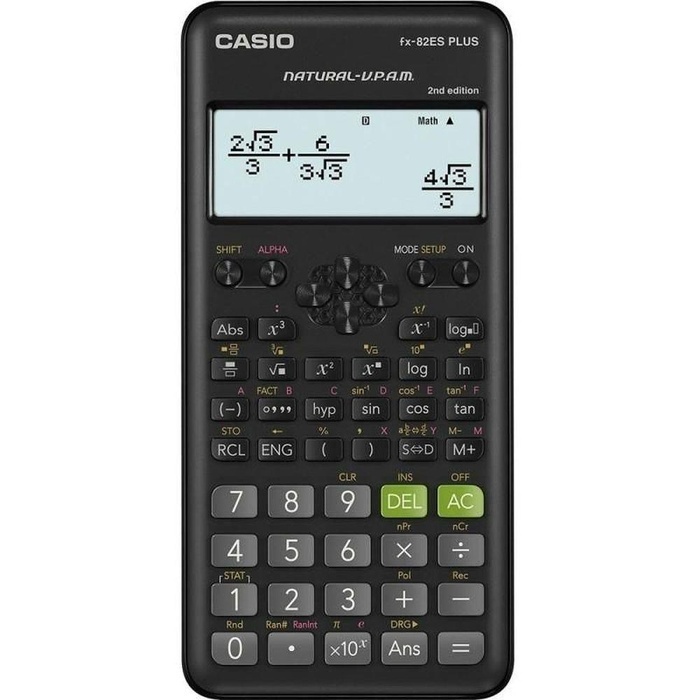 CASIO fx-82ES PLUS
NATURAL-V.P.A.M.
2nd edition
D Math ▲
2√3/3 + 6/3√3
4√3/3
SHIFT ALPHA MODE SETUP ON
: x!
Abs x³ x⁻¹ log■□
³√■ ■√□ 10■ e■
√■ x² x■ log ln
A FACT B C sin⁻¹ D cos⁻¹ E tan⁻¹ F
(−) °,,, hyp sin cos tan
STO ← % , X a b/c⇔d/c Y M− M
RCL ENG ( ) S⇔D M+
CLR INS OFF
7 8 9 DEL AC
nPr nCr
4 5 6 × ÷
STAT Pol Rec
1 2 3 + −
Rnd Ran# RanInt π e DRG▶
0 . ×10ˣ Ans =